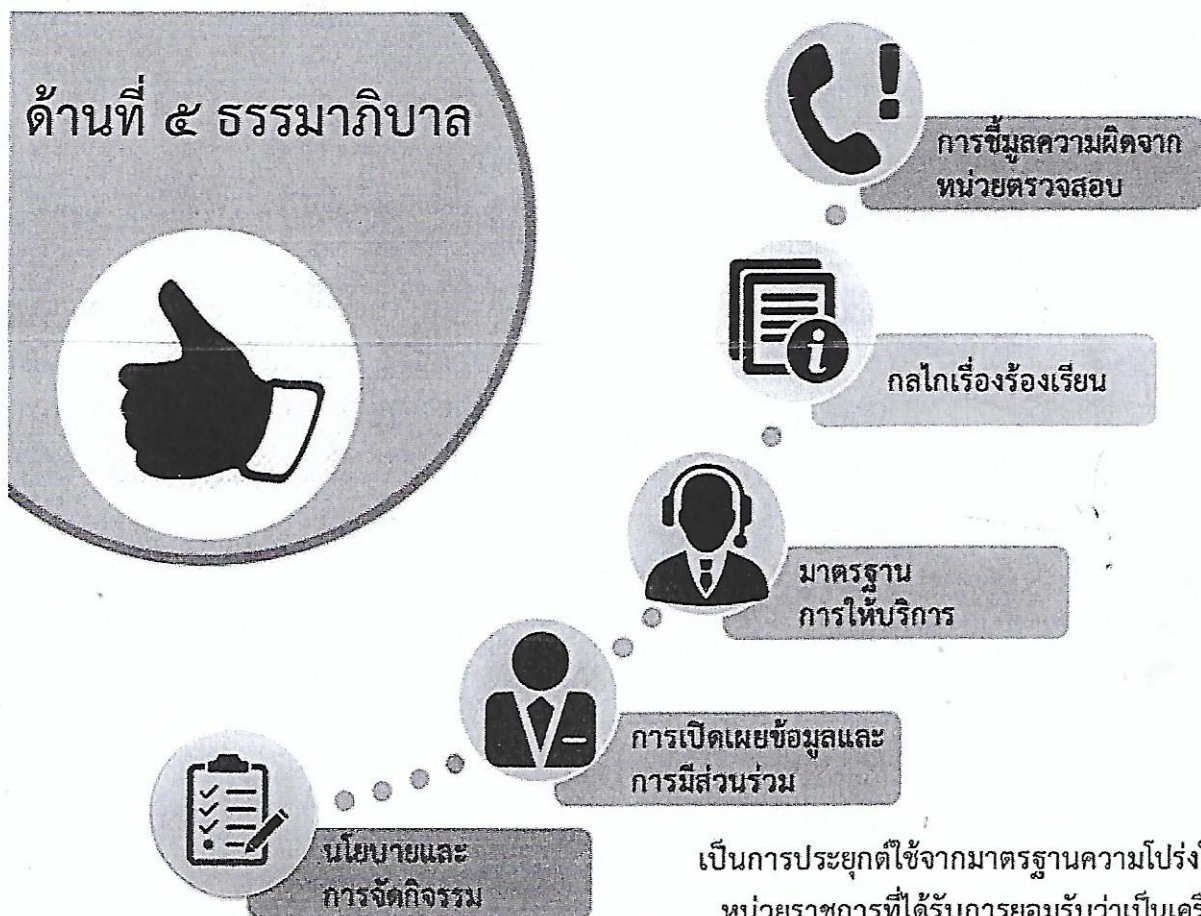 ด้านที่ ๕ ธรรมาภิบาล
การชี้มูลความผิดจาก
หน่วยตรวจสอบ
กลไกเรื่องร้องเรียน
มาตรฐาน
การให้บริการ
การเปิดเผยข้อมูลและ
การมีส่วนร่วม
นโยบายและ
การจัดกิจกรรม
เป็นการประยุกต์ใช้จากมาตรฐานความโปร่ง
หน่วยราชการที่ได้รับการยอมรับว่าเป็น